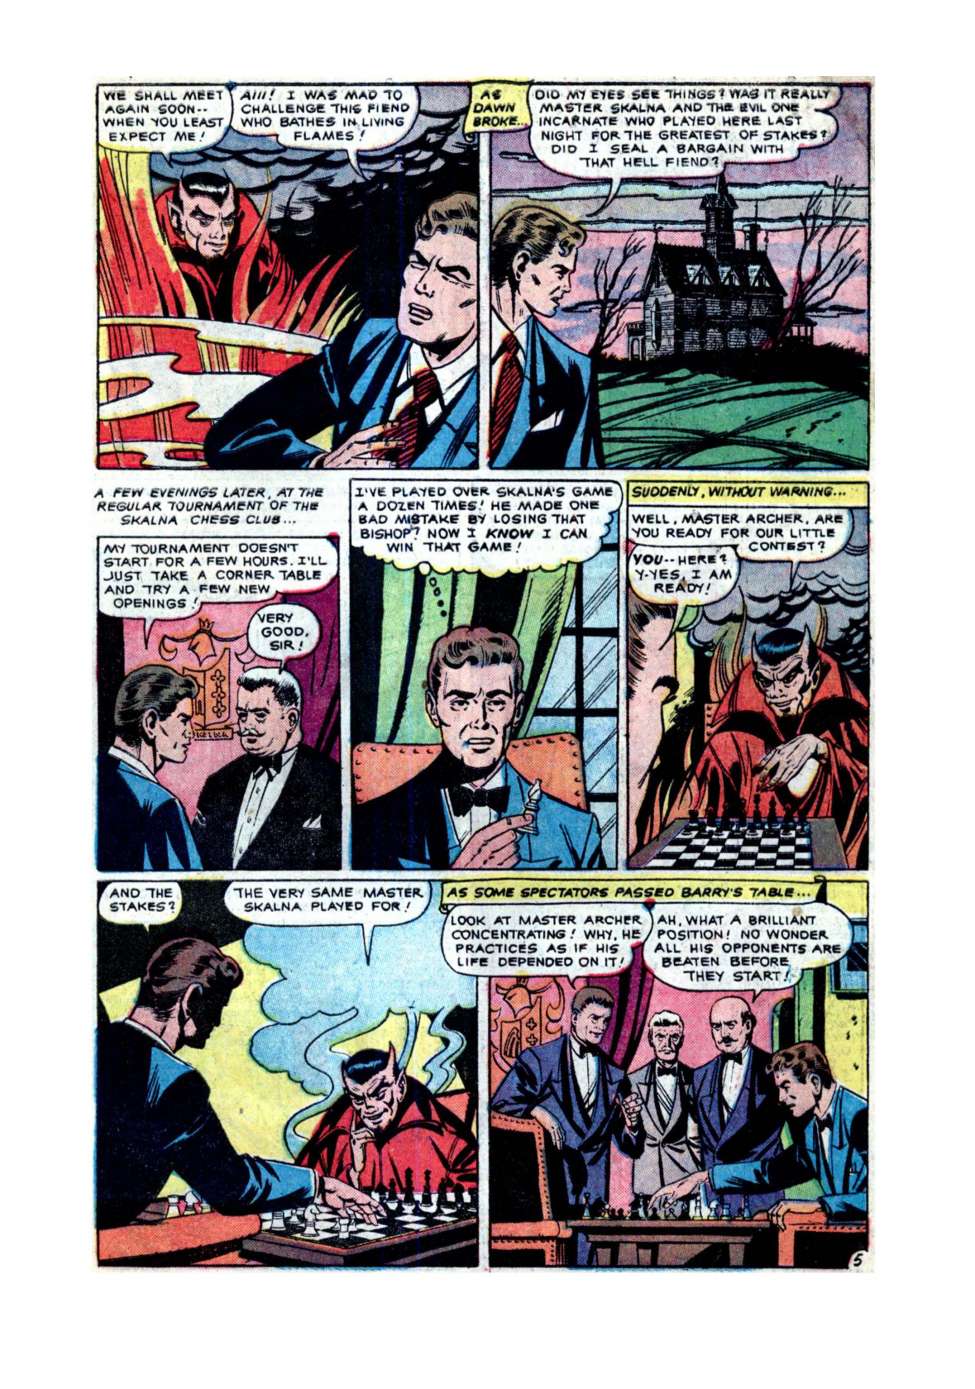 WE SHALL MEET
AGAIN SOON--
WHEN YOU LEAST
EXPECT ME!
AIII! I WAS MAD TO
CHALLENGE THIS FIEND
WHO BATHES IN LIVING
FLAMES!
AS
DAWN
BROKE...
DID MY EYES SEE THINGS? WAS IT REALLY
MASTER SKALNA AND THE EVIL ONE
INCARNATE WHO PLAYED HERE LAST
NIGHT FOR THE GREATEST OF STAKES?
DID I SEAL A BARGAIN WITH
THAT HELL FIEND?
A FEW EVENINGS LATER, AT THE
REGULAR TOURNAMENT OF THE
SKALNA CHESS CLUB...
MY TOURNAMENT DOESN'T
START FOR A FEW HOURS. I'LL
JUST TAKE A CORNER TABLE
AND TRY A FEW NEW
OPENINGS!
VERY
GOOD,
SIR!
I'VE PLAYED OVER SKALNA'S GAME
A DOZEN TIMES! HE MADE ONE
BAD MISTAKE BY LOSING THAT
BISHOP! NOW I KNOW I CAN
WIN THAT GAME!
SUDDENLY, WITHOUT WARNING...
WELL, MASTER ARCHER, ARE
YOU READY FOR OUR LITTLE
CONTEST?
YOU--HERE?
Y-YES, I AM
READY!
AND THE
STAKES?
THE VERY SAME MASTER
SKALNA PLAYED FOR!
AS SOME SPECTATORS PASSED BARRY'S TABLE...
LOOK AT MASTER ARCHER
CONCENTRATING! WHY, HE
PRACTICES AS IF HIS
LIFE DEPENDED ON IT!
AH, WHAT A BRILLIANT
POSITION! NO WONDER
ALL HIS OPPONENTS ARE
BEATEN BEFORE
THEY START!
5